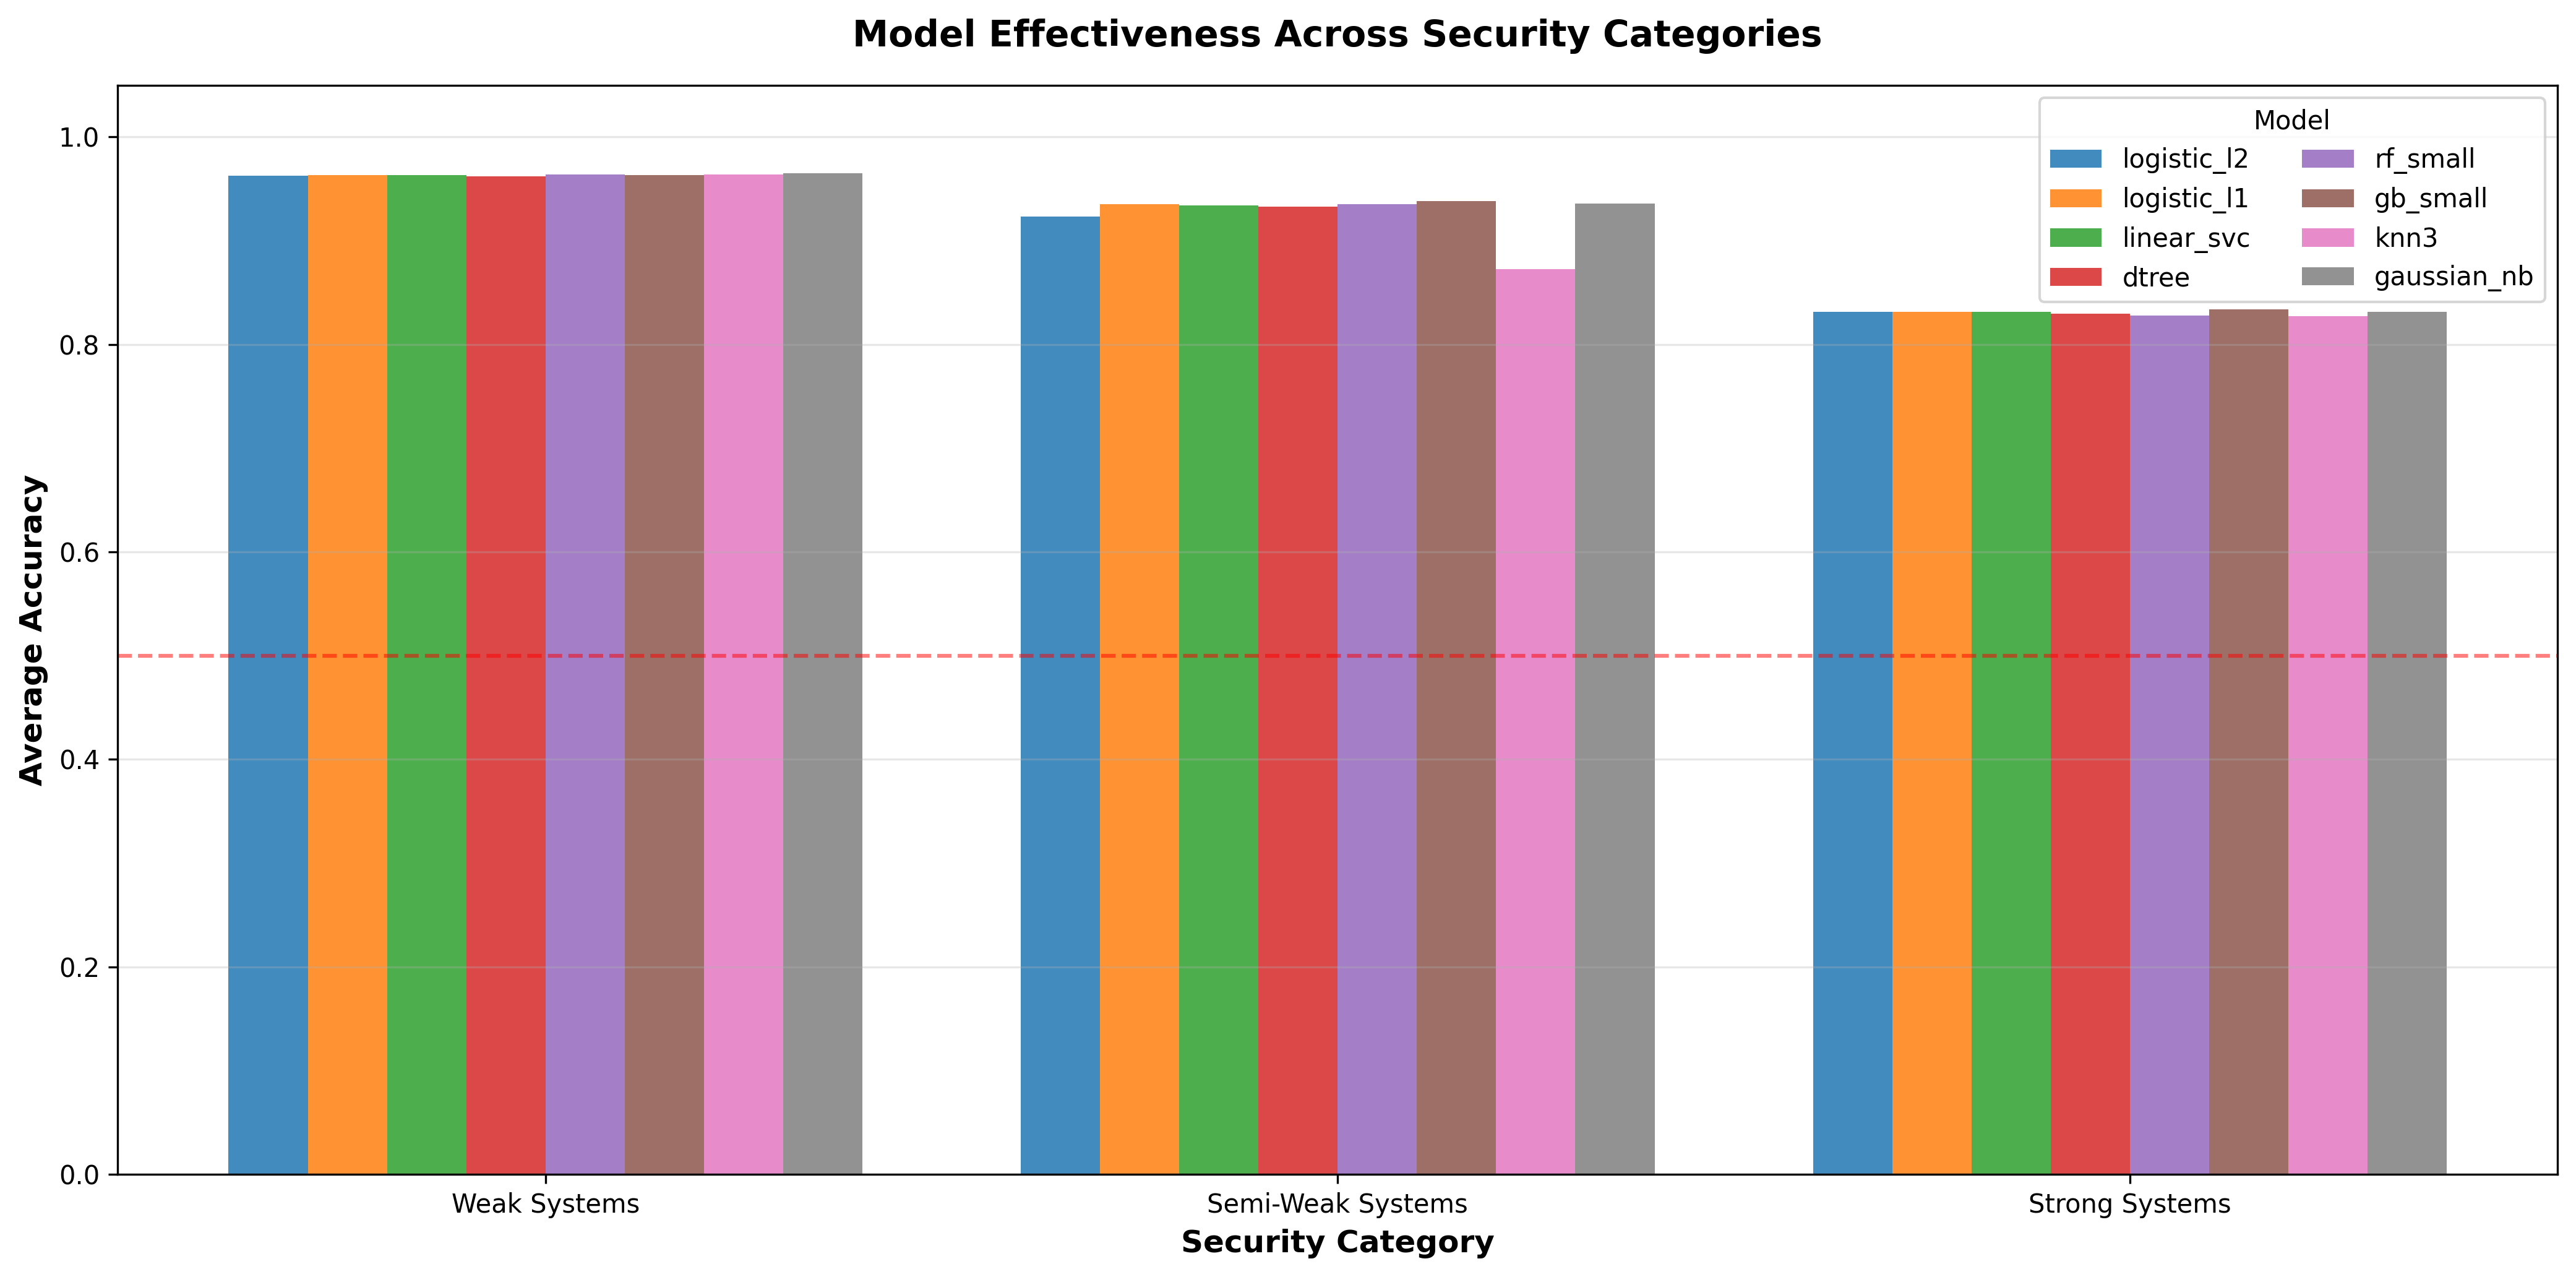 Model Effectiveness Across Security Categories
Average Accuracy
1.0
0.8
0.6
0.4
0.2
0.0
Model
logistic_l2
logistic_l1
linear_svc
dtree
rf_small
gb_small
knn3
gaussian_nb
Weak Systems
Semi-Weak Systems
Strong Systems
Security Category